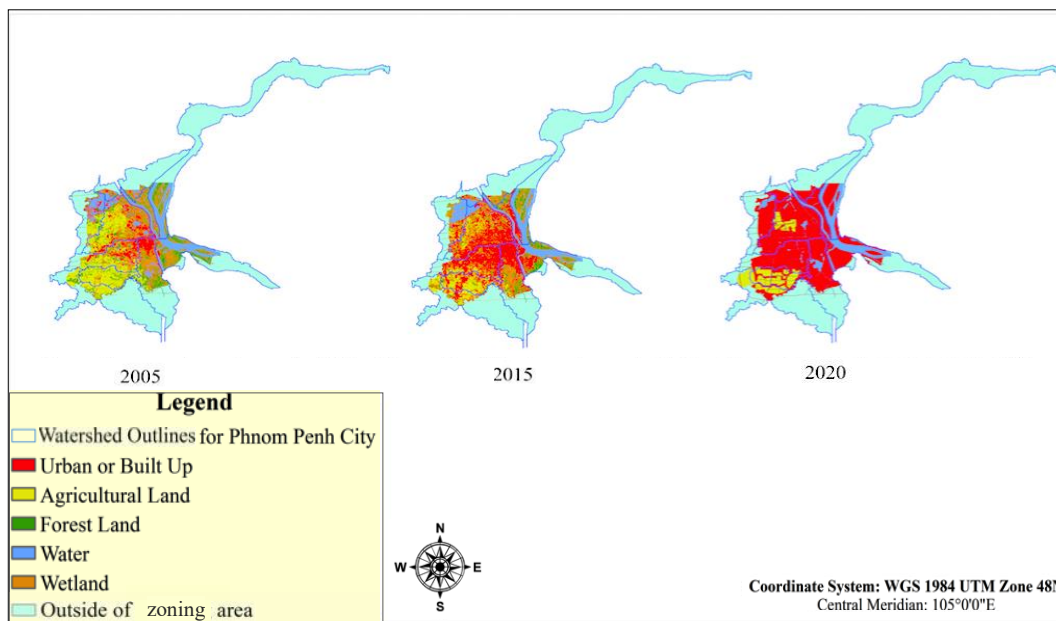 2005
2015
2020
Legend
Watershed Outlines for Phnom Penh City
Urban or Built Up
Agricultural Land
Forest Land
Water
Wetland
Outside of zoning area
N
W E
S
Coordinate System: WGS 1984 UTM Zone
Central Meridian: 105°0'0"E